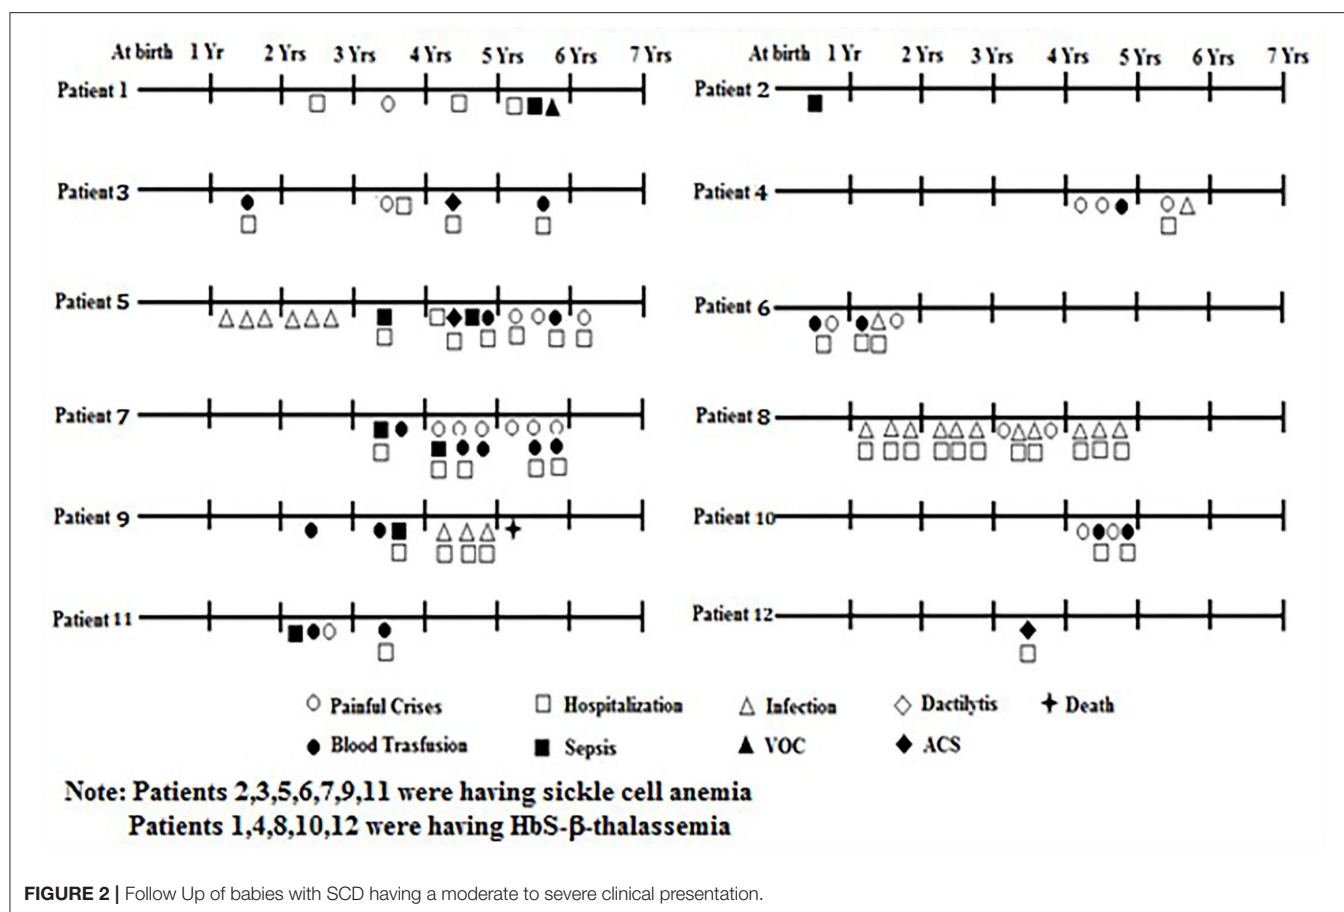 At birth 1 Yr 2 Yrs 3 Yrs 4 Yrs 5 Yrs 6 Yrs 7 Yrs
At birth 1 Yr 2 Yrs 3 Yrs 4 Yrs 5 Yrs 6 Yrs 7 Yrs
Patient 1
Patient 2
Patient 3
Patient 4
Patient 5
Patient 6
Patient 7
Patient 8
Patient 9
Patient 10
Patient 11
Patient 12
Painful Crises Hospitalization Infection Dactilytis Death
Blood Trasfusion Sepsis VOC ACS
Note: Patients 2,3,5,6,7,9,11 were having sickle cell anemia
Patients 1,4,8,10,12 were having HbS-β-thalassemia
FIGURE 2 | Follow Up of babies with SCD having a moderate to severe clinical presentation.